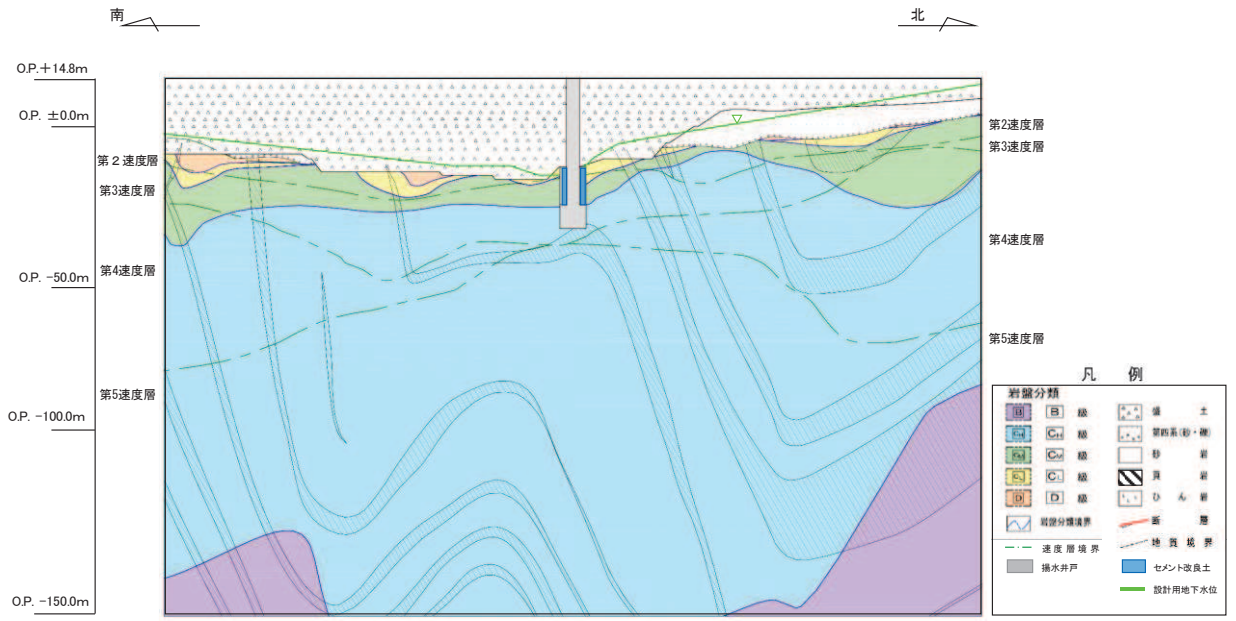 南
北
O.P.+14.8m
O.P. ±0.0m
O.P. -50.0m
O.P. -100.0m
O.P. -150.0m
第２速度層
第3速度層
第4速度層
第5速度層
第2速度層
第3速度層
第4速度層
第5速度層
凡 例
岩盤分類
B B 級
CH CH 級
CM CM 級
CL CL 級
D D 級
岩盤分類境界
速度層境界
揚水井戸
盛 土
第四系(砂・礫)
砂 岩
頁 岩
ひ ん 岩
断 層
地 質 境 界
セメント改良土
設計用地下水位